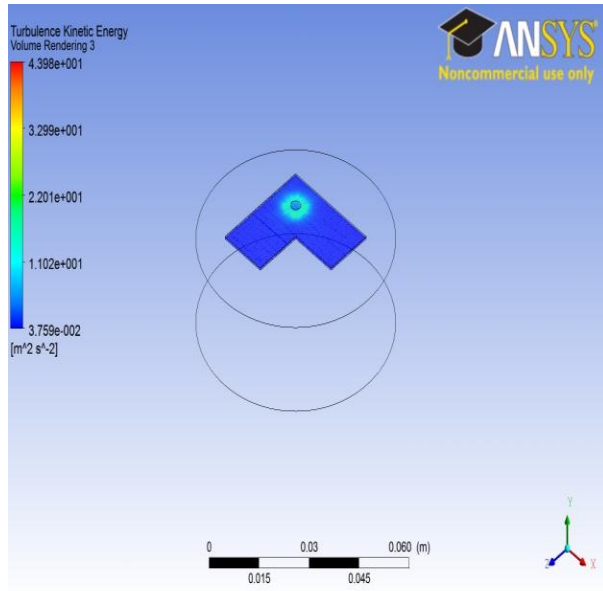 Turbulence Kinetic Energy
Volume Rendering 3
4.398e+001
3.299e+001
2.201e+001
1.102e+001
3.759e-002
[m^2 s^-2]
ANSYS
Noncommercial use only
0 0.03 0.060 (m)
0.015 0.045
Y
Z X